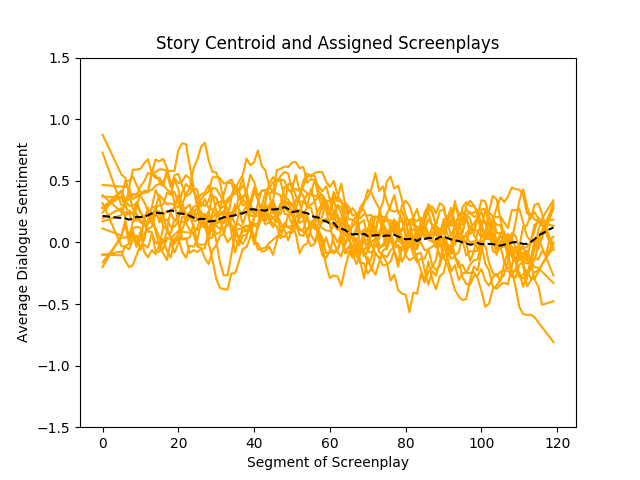 Story Centroid and Assigned Screenplays
1.5
1.0
0.5
0.0
−0.5
−1.0
−1.5
Average Dialogue Sentiment
0 20 40 60 80 100 120
Segment of Screenplay